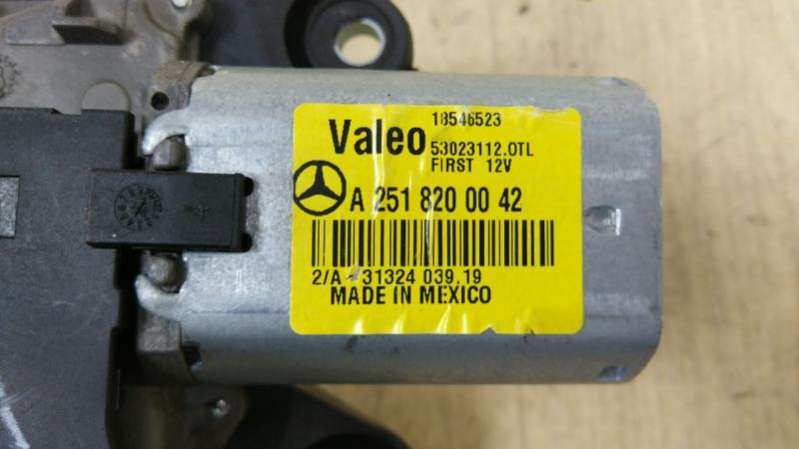 Valeo
18546523
53023112.OTL
FIRST 12V
A 251 820 00 42
2/A - 31324 039.19
MADE IN MEXICO